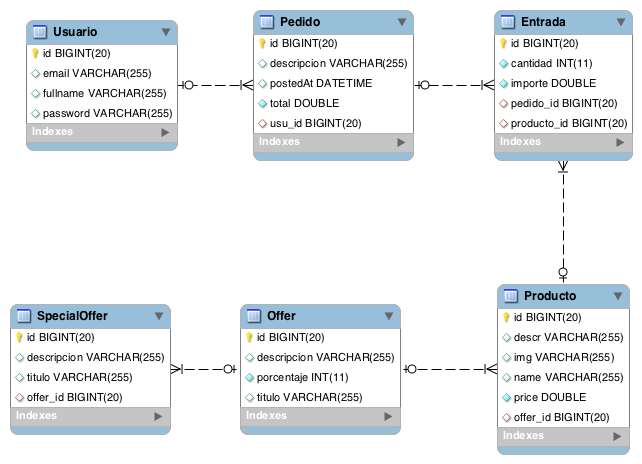 Usuario
id BIGINT(20)
email VARCHAR(255)
fullname VARCHAR(255)
password VARCHAR(255)
Indexes
Pedido
id BIGINT(20)
descripcion VARCHAR(255)
postedAt DATETIME
total DOUBLE
usu_id BIGINT(20)
Indexes
Entrada
id BIGINT(20)
cantidad INT(11)
importe DOUBLE
pedido_id BIGINT(20)
producto_id BIGINT(20)
Indexes
SpecialOffer
id BIGINT(20)
descripcion VARCHAR(255)
titulo VARCHAR(255)
offer_id BIGINT(20)
Indexes
Offer
id BIGINT(20)
descripcion VARCHAR(255)
porcentaje INT(11)
titulo VARCHAR(255)
Indexes
Producto
id BIGINT(20)
descr VARCHAR(255)
img VARCHAR(255)
name VARCHAR(255)
price DOUBLE
offer_id BIGINT(20)
Indexes